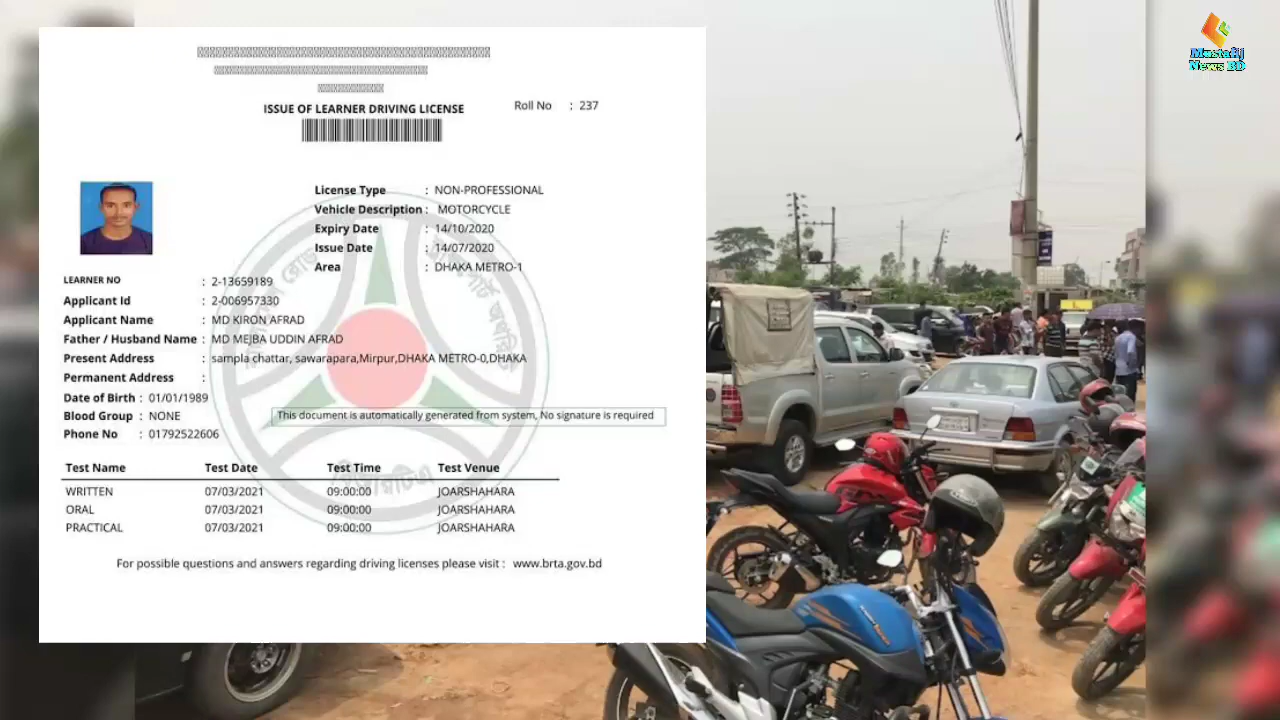 Mustafij
News BD
ISSUE OF LEARNER DRIVING LICENSE
Roll No : 237
License Type : NON-PROFESSIONAL
Vehicle Description : MOTORCYCLE
Expiry Date : 14/10/2020
Issue Date : 14/07/2020
Area : DHAKA METRO-1
LEARNER NO : 2-13659189
Applicant Id : 2-006957330
Applicant Name : MD KIRON AFRAD
Father / Husband Name : MD MEJBA UDDIN AFRAD
Present Address : sampla chattar, sawarapara,Mirpur,DHAKA METRO-0,DHAKA
Permanent Address :
Date of Birth : 01/01/1989
Blood Group : NONE
This document is automatically generated from system, No signature is required
Phone No : 01792522606
Test Name Test Date Test Time Test Venue
WRITTEN 07/03/2021 09:00:00 JOARSHAHARA
ORAL 07/03/2021 09:00:00 JOARSHAHARA
PRACTICAL 07/03/2021 09:00:00 JOARSHAHARA
For possible questions and answers regarding driving licenses please visit : www.brta.gov.bd